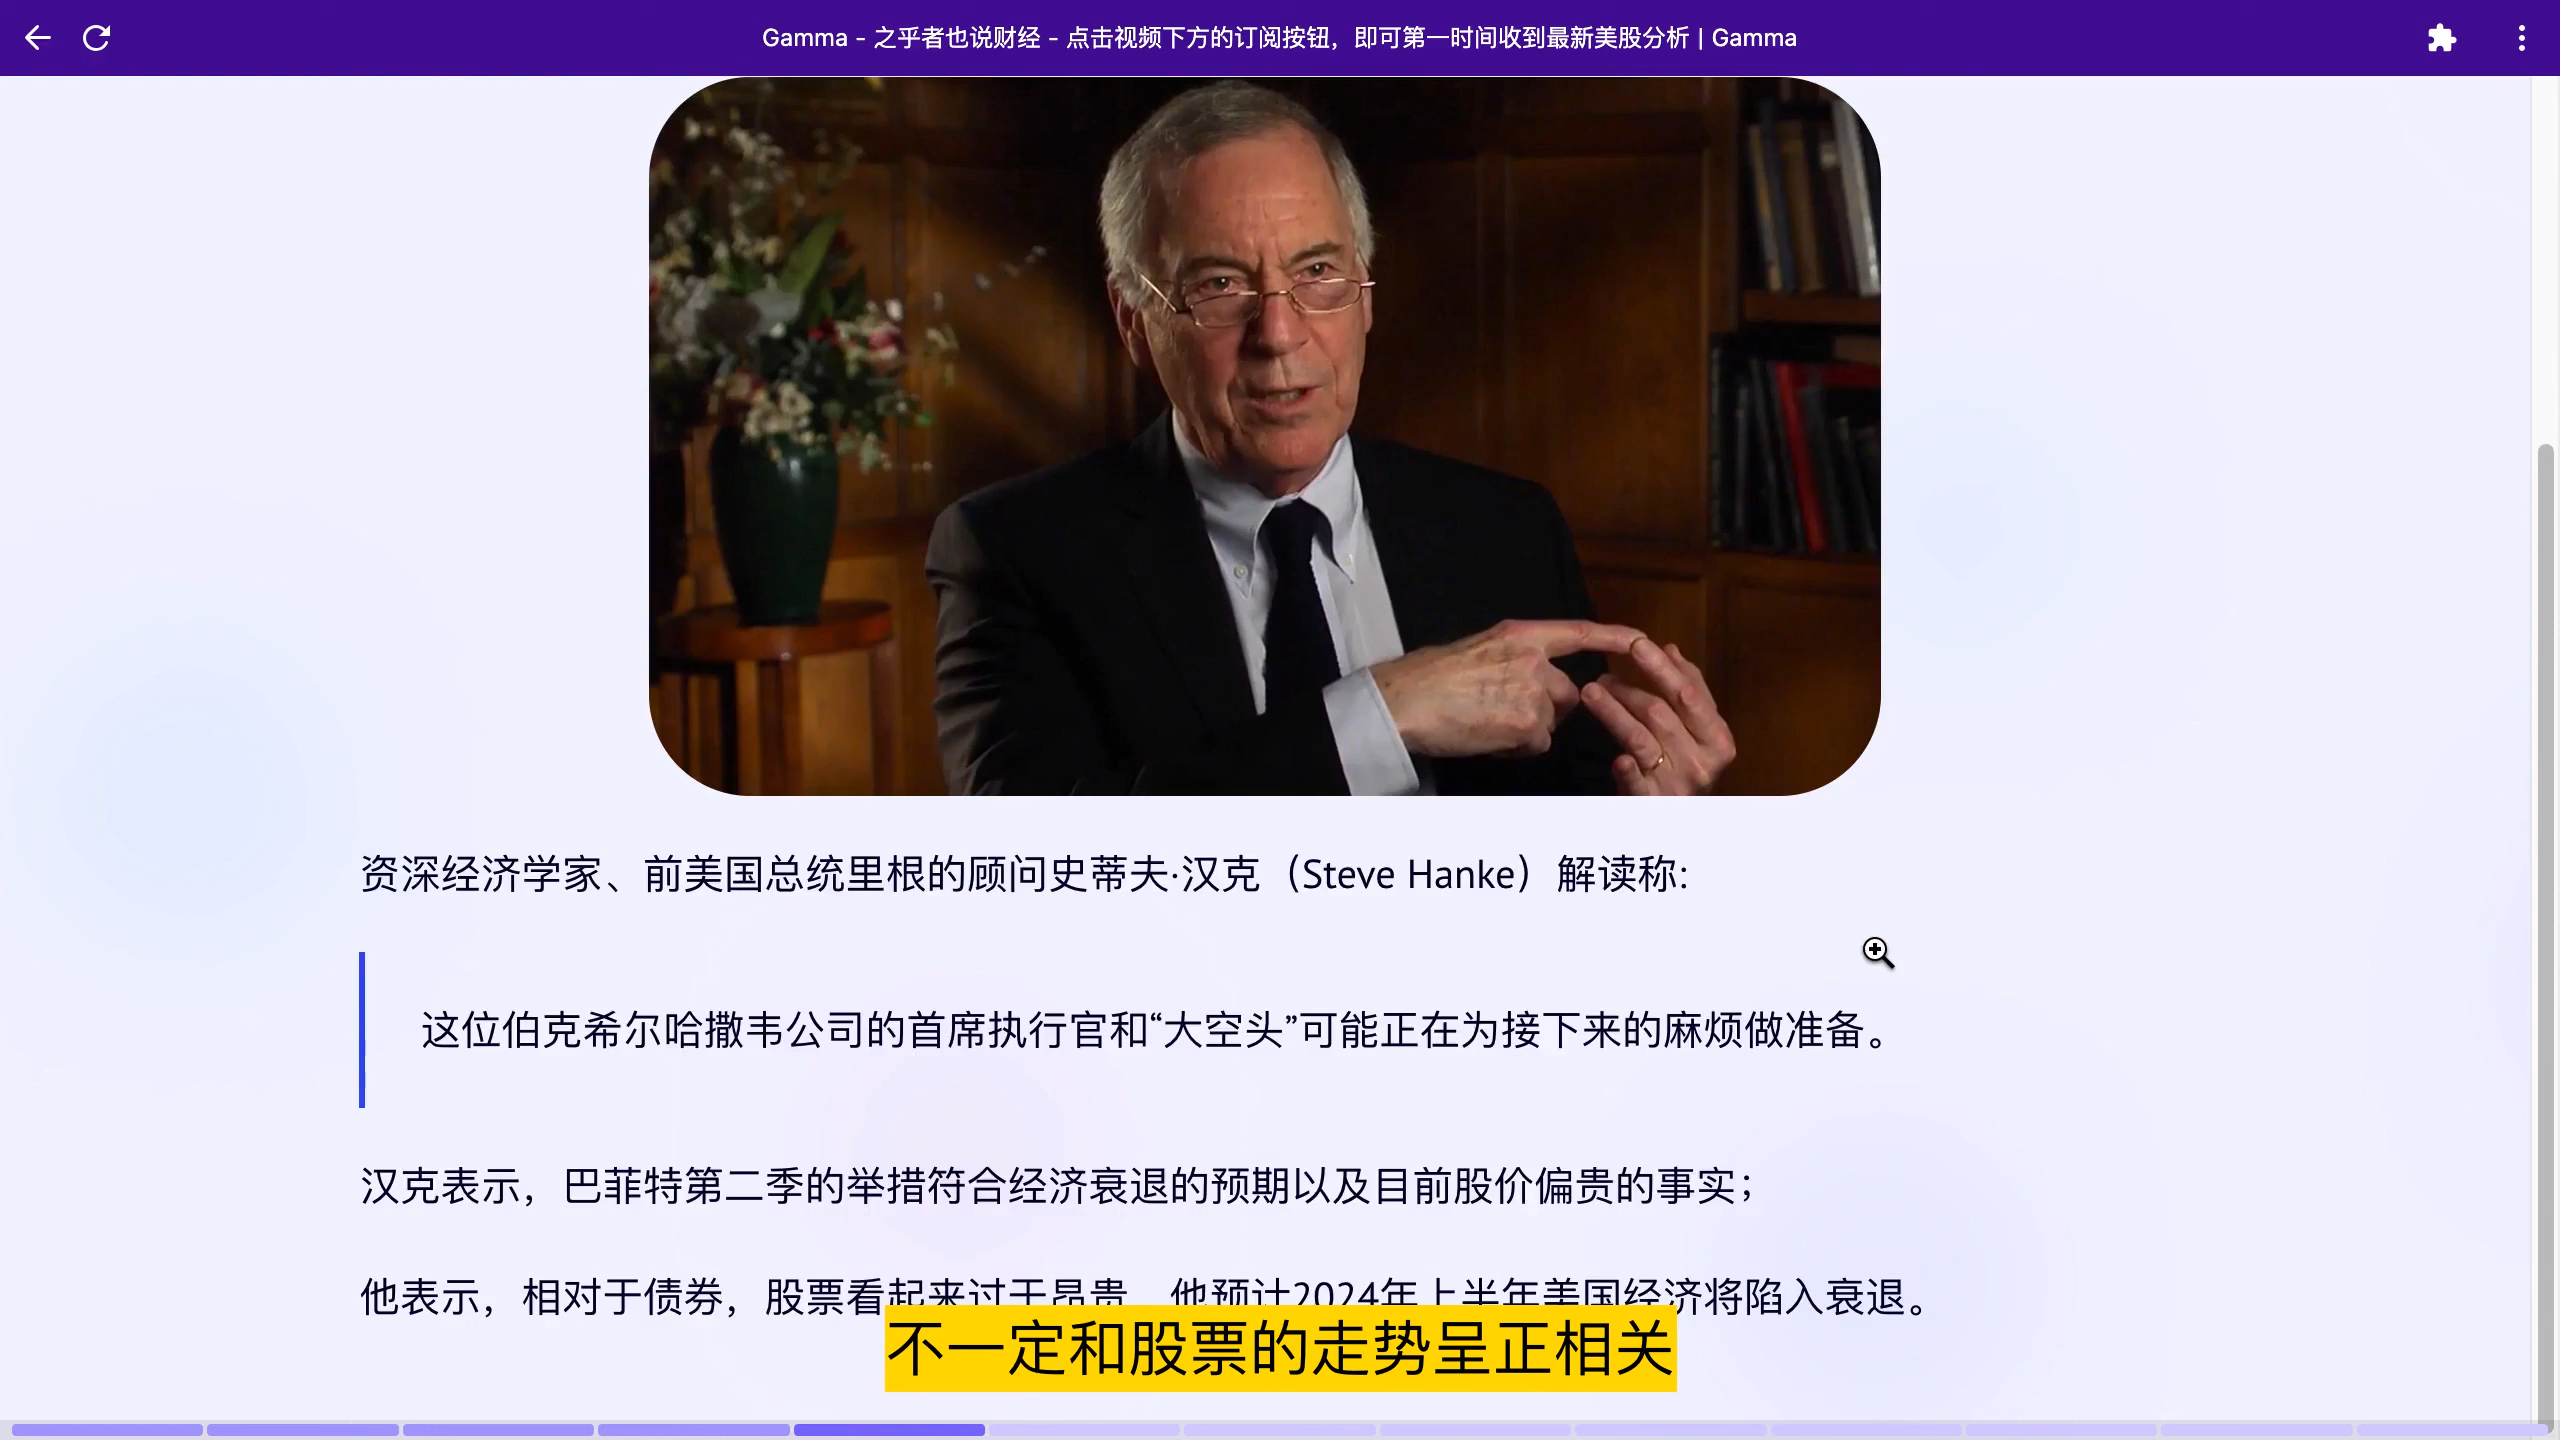 Gamma - 之乎者也说财经 - 点击视频下方的订阅按钮，即可第一时间收到最新美股分析 | Gamma
资深经济学家、前美国总统里根的顾问史蒂夫·汉克（Steve Hanke）解读称:
这位伯克希尔哈撒韦公司的首席执行官和“大空头”可能正在为接下来的麻烦做准备。
汉克表示，巴菲特第二季的举措符合经济衰退的预期以及目前股价偏贵的事实；
他表示，相对于债券，股票看起来过于昂贵，他预计2024年上半年美国经济将陷入衰退。
不一定和股票的走势呈正相关